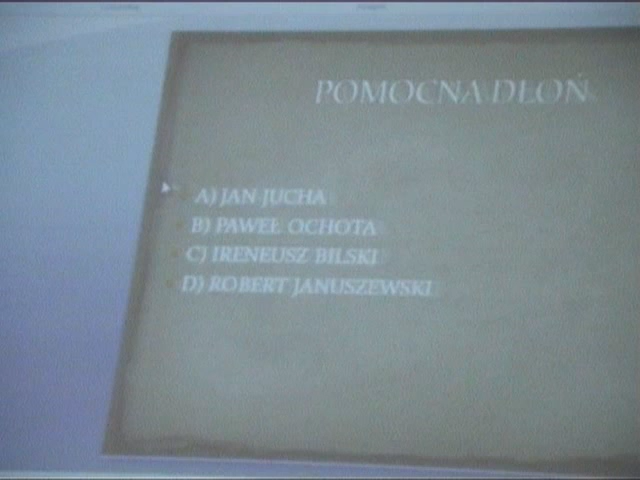 POMOCNA DŁOŃ
A) JAN JUCHA
B) PAWEŁ OCHOTA
C) IRENEUSZ BILSKI
D) ROBERT JANUSZEWSKI